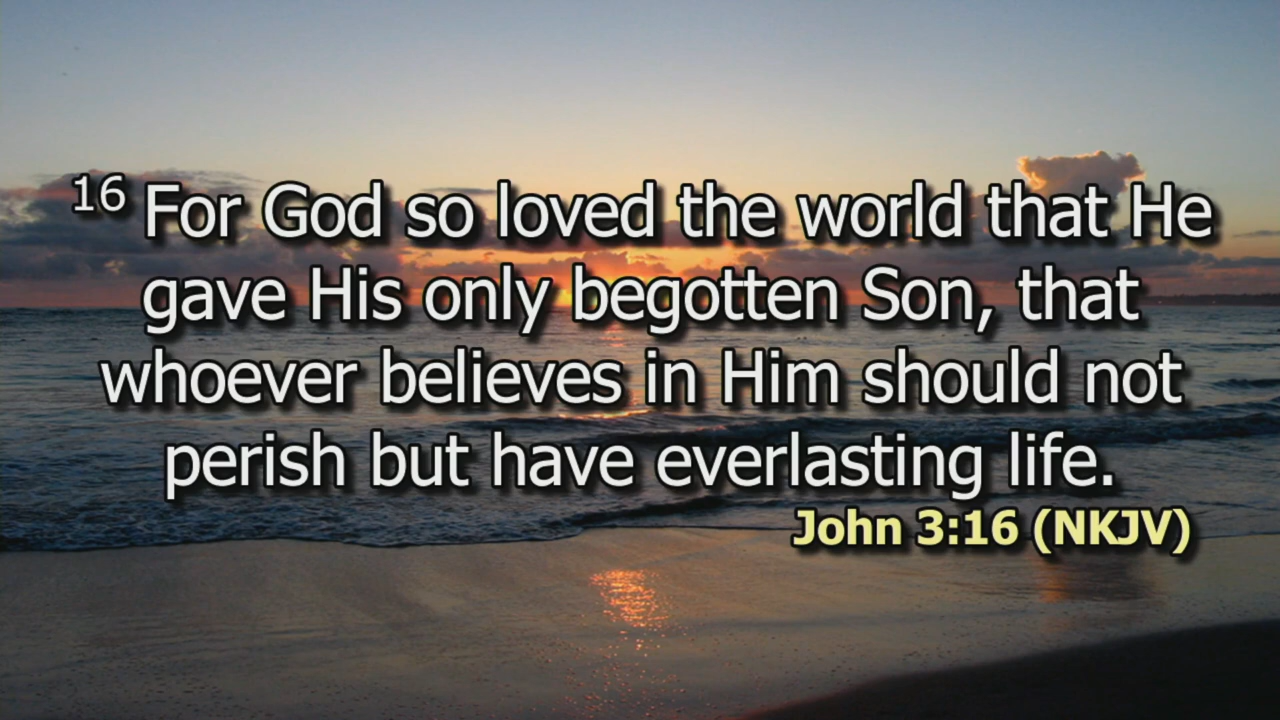 16 For God so loved the world that He
gave His only begotten Son, that
whoever believes in Him should not
perish but have everlasting life.
John 3:16 (NKJV)